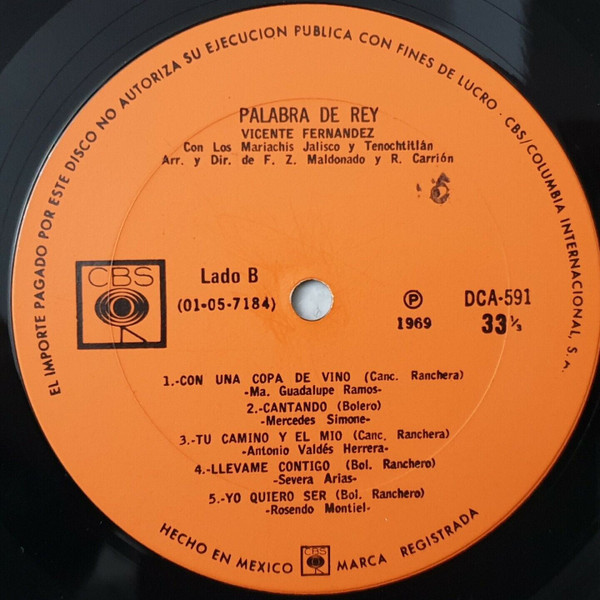 EL IMPORTE PAGADO POR ESTE DISCO NO AUTORIZA SU EJECUCION PUBLICA CON FINES DE LUCRO · CBS/COLUMBIA INTERNACIONAL, S. A.
PALABRA DE REY
VICENTE FERNANDEZ
Con Los Mariachis Jalisco y Tenochtitlán
Arr. y Dir. de F. Z. Maldonado y R. Carrión
CBS
Lado B
(01-05-7184)
Ⓟ
1969
DCA-591
33 ⅓
1.-CON UNA COPA DE VINO (Canc. Ranchera)
-Ma. Guadalupe Ramos-
2.-CANTANDO (Bolero)
-Mercedes Simone-
3.-TU CAMINO Y EL MIO (Canc. Ranchera)
-Antonio Valdés Herrera-
4.-LLEVAME CONTIGO (Bol. Ranchero)
-Severa Arias-
5.-YO QUIERO SER (Bol. Ranchero)
-Rosendo Montiel-
HECHO EN MEXICO CBS MARCA REGISTRADA